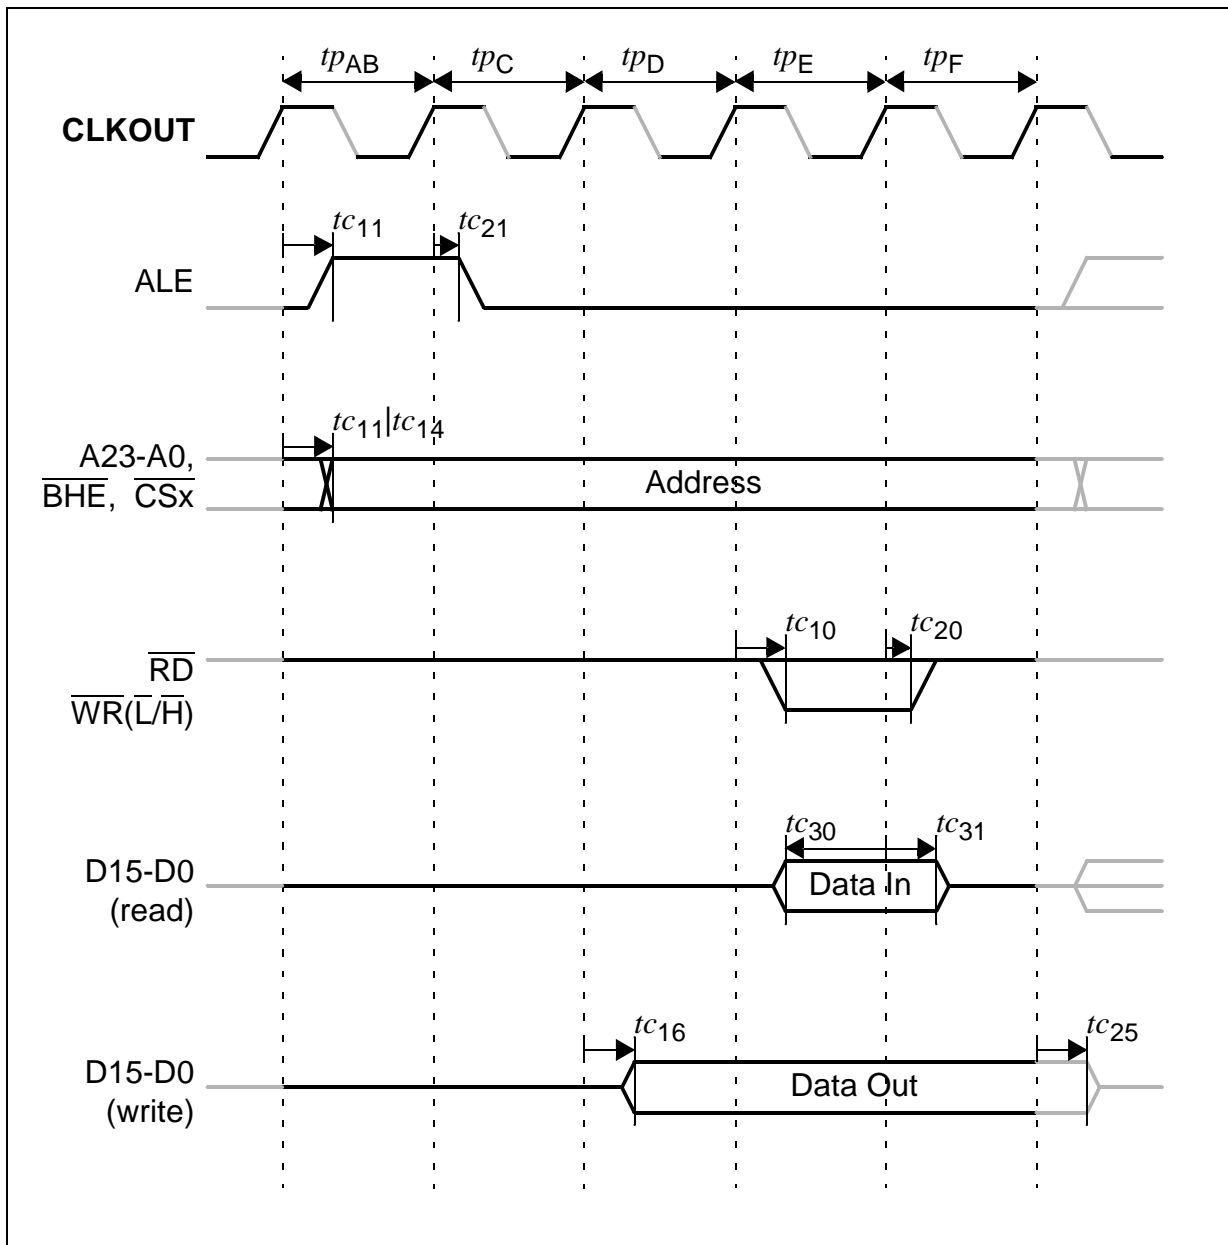 tpAB tpC tpD tpE tpF
CLKOUT
tc11 tc21
ALE
tc11|tc14
A23-A0,
BHE, CSx
Address
tc10 tc20
RD
WR(L/H)
tc30 tc31
D15-D0
(read)
Data In
tc16 tc25
D15-D0
(write)
Data Out